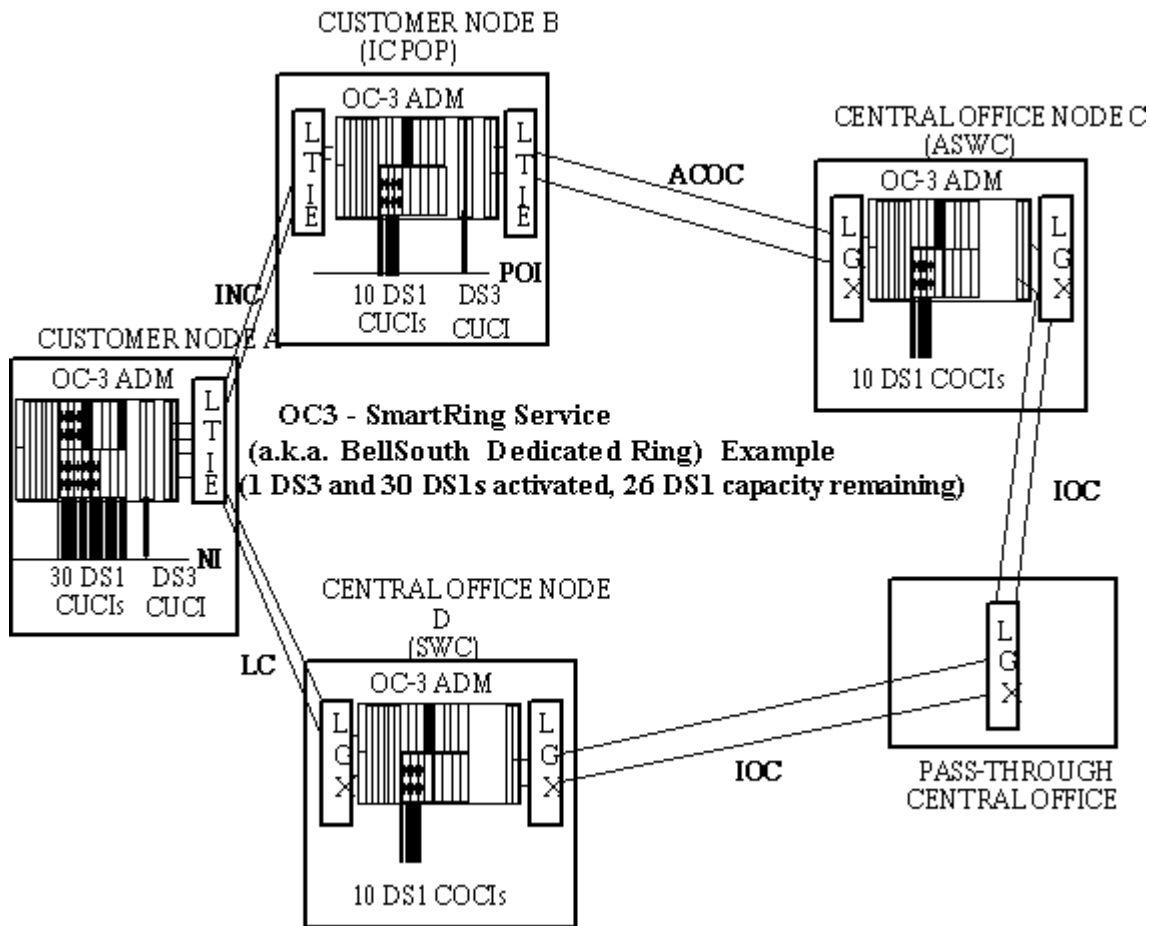 CUSTOMER NODE B
(IC POP)
OC-3 ADM
L
T
I
E
L
T
I
E
POI
10 DS1
CUCIs
DS3
CUCI
ACOC
CENTRAL OFFICE NODE C
(ASWC)
OC-3 ADM
L
G
X
L
G
X
10 DS1 COCIs
INC
CUSTOMER NODE A
OC-3 ADM
L
T
I
E
NI
30 DS1
CUCIs
DS3
CUCI
OC3 - SmartRing Service
(a.k.a. BellSouth Dedicated Ring) Example
(1 DS3 and 30 DS1s activated, 26 DS1 capacity remaining)
IOC
LC
CENTRAL OFFICE NODE
D
(SWC)
OC-3 ADM
L
G
X
L
G
X
10 DS1 COCIs
IOC
L
G
X
PASS-THROUGH
CENTRAL OFFICE